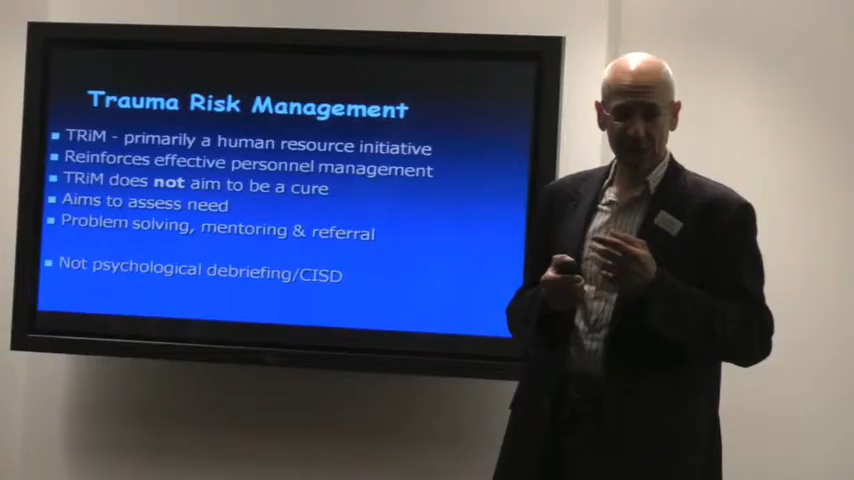 Trauma Risk Management
TRiM - primarily a human resource initiative
Reinforces effective personnel management
TRiM does not aim to be a cure
Aims to assess need
Problem solving, mentoring & referral
Not psychological debriefing/CISD